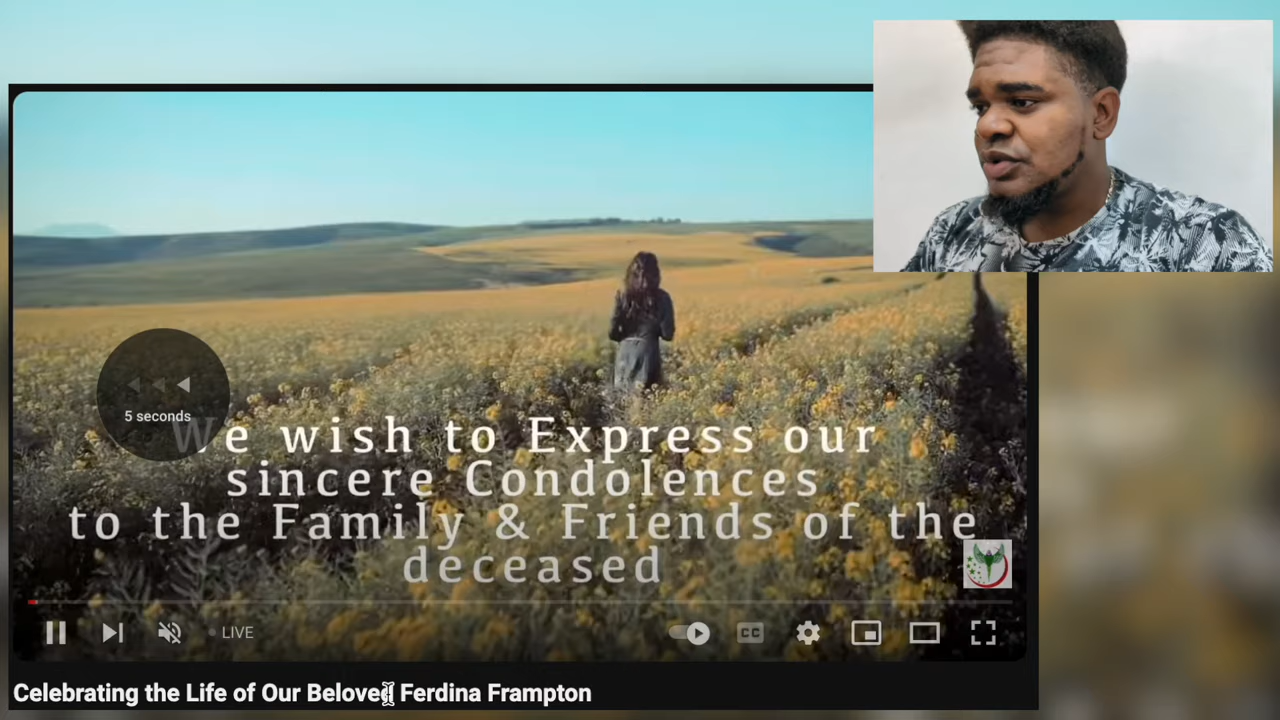 5 seconds
We wish to Express our
sincere Condolences
to the Family & Friends of the
deceased
LIVE
CC
Celebrating the Life of Our Beloved Ferdina Frampton